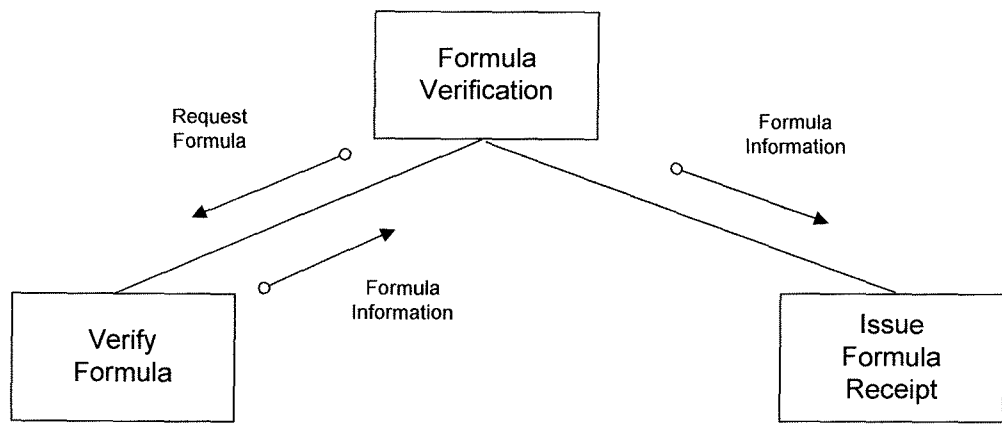 Formula
Verification
Request
Formula
Formula
Information
Formula
Information
Verify
Formula
Issue
Formula
Receipt